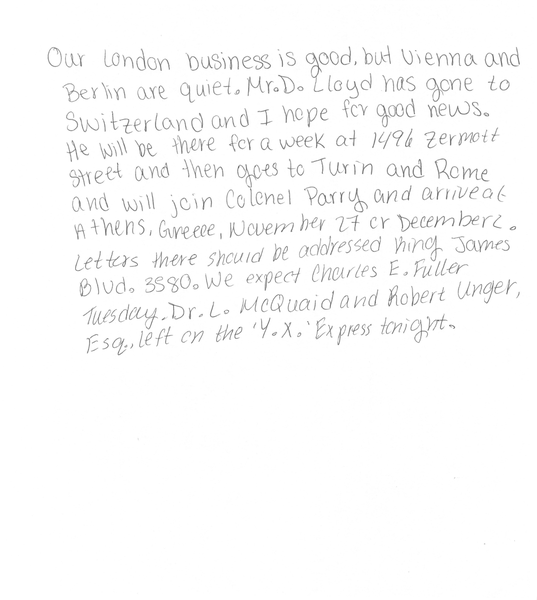 Our London business is good, but Vienna and
Berlin are quiet. Mr. D. Lloyd has gone to
Switzerland and I hope for good news.
He will be there for a week at 1496 Zermott
street and then goes to Turin and Rome
and will join Colonel Parry and arrive at
Athens, Greece, November 27 or December 2.
Letters there should be addressed King James
Blvd. 3580. We expect Charles E. Fuller
Tuesday. Dr. L. McQuaid and Robert Unger,
Esq., left on the 'Y.X.' Express tonight.